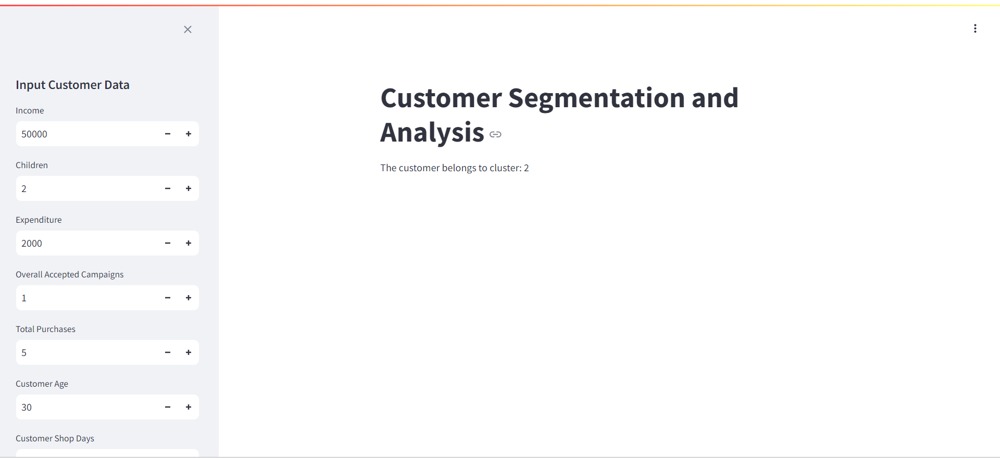 Input Customer Data
Income
50000
Children
2
Expenditure
2000
Overall Accepted Campaigns
1
Total Purchases
5
Customer Age
30
Customer Shop Days
Customer Segmentation and
Analysis
The customer belongs to cluster: 2